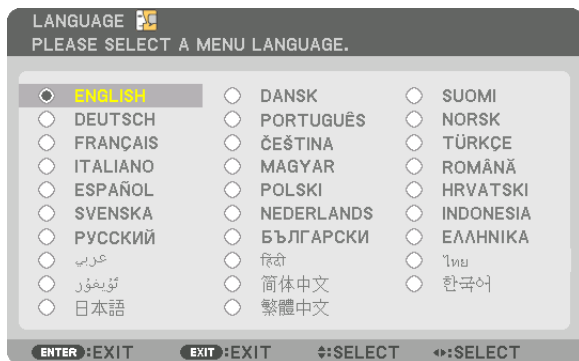 LANGUAGE
PLEASE SELECT A MENU LANGUAGE.
ENGLISH
DEUTSCH
FRANÇAIS
ITALIANO
ESPAÑOL
SVENSKA
РУССКИЙ
عربي
ئۇيغۇر
日本語
DANSK
PORTUGUÊS
ČEŠTINA
MAGYAR
POLSKI
NEDERLANDS
БЪЛГАРСКИ
हिंदी
简体中文
繁體中文
SUOMI
NORSK
TÜRKÇE
ROMÂNĂ
HRVATSKI
INDONESIA
ΕΛΛΗΝΙΚΑ
ไทย
한국어
ENTER:EXIT EXIT:EXIT :SELECT :SELECT